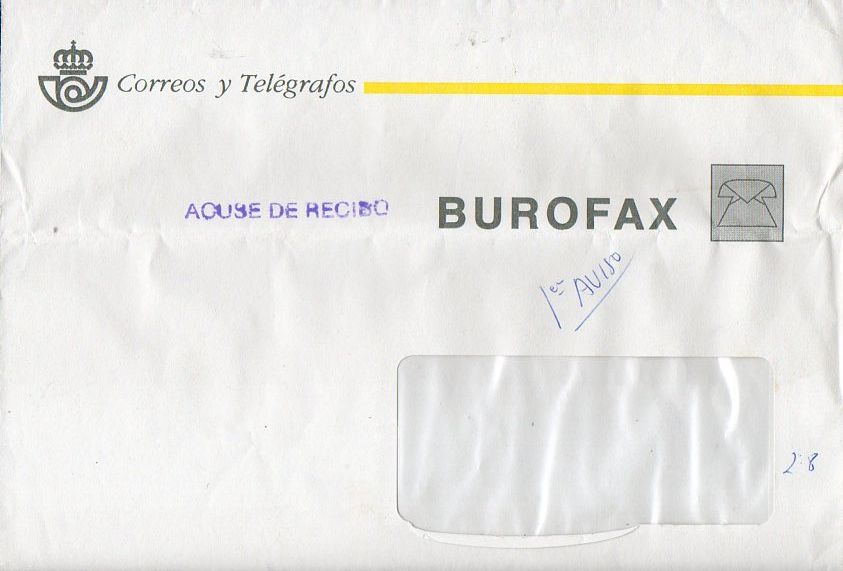 Correos y Telégrafos
ACUSE DE RECIBO
BUROFAX
1er AVISO
2:8